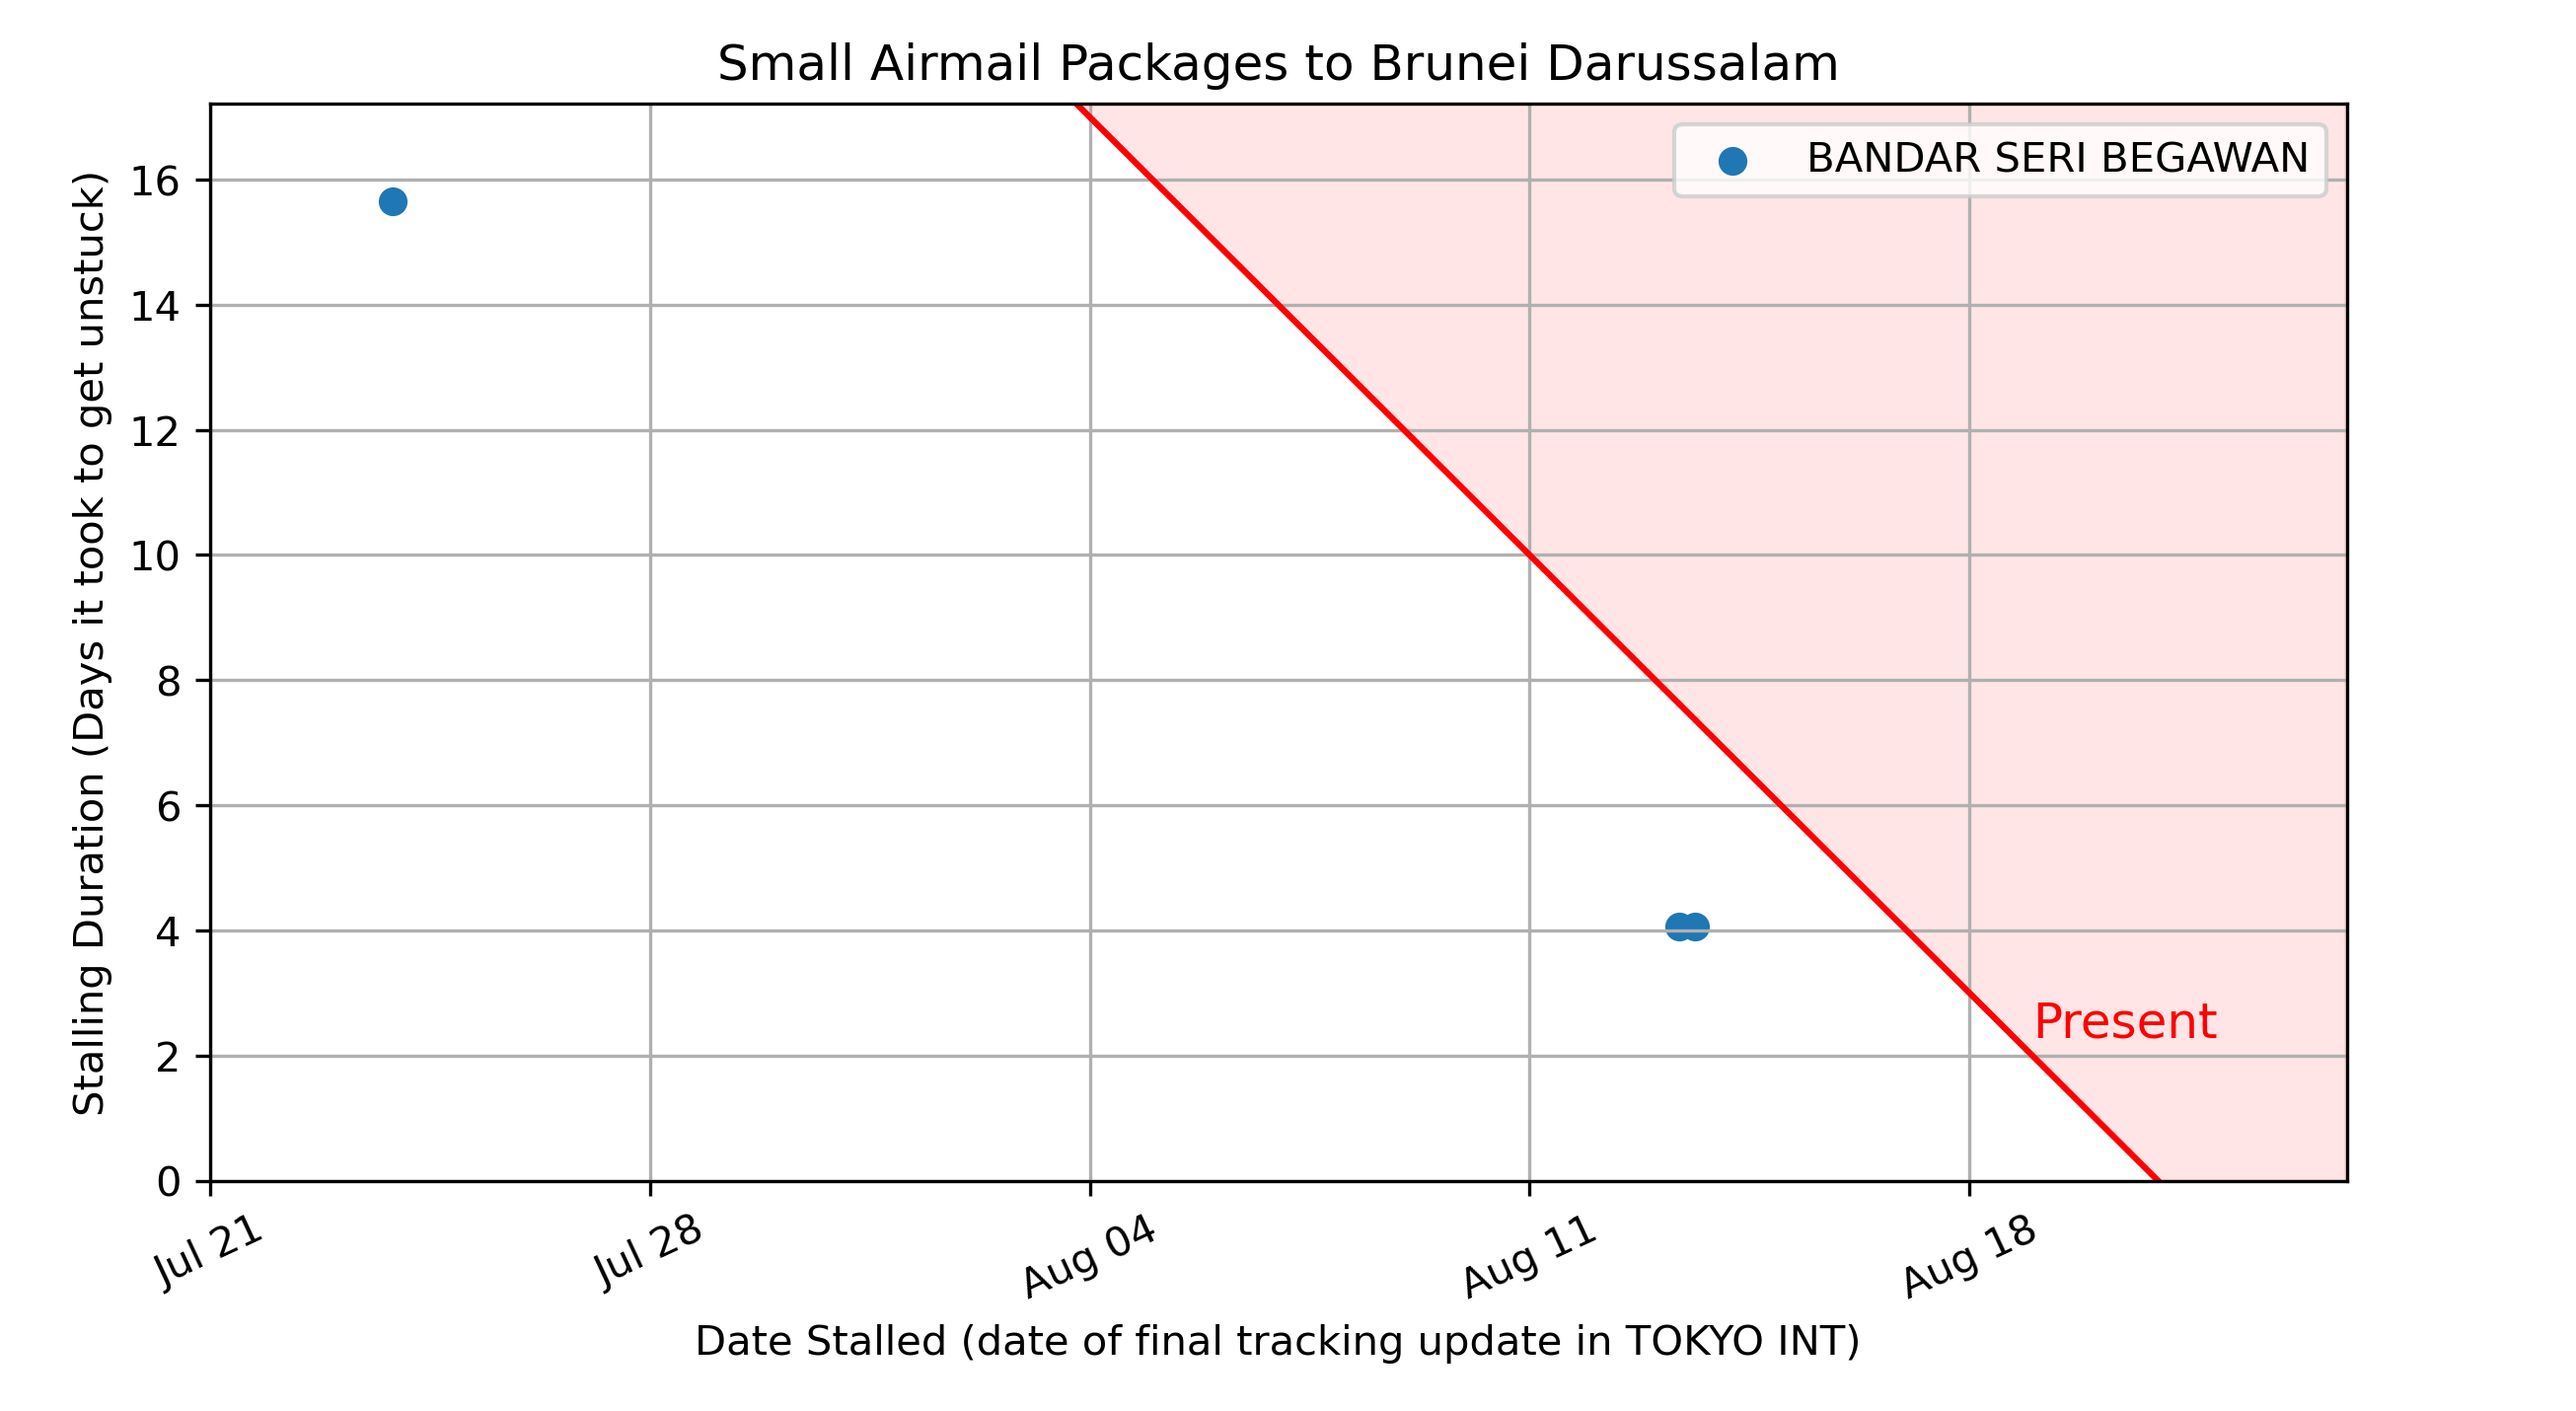 Small Airmail Packages to Brunei Darussalam
BANDAR SERI BEGAWAN
Stalling Duration (Days it took to get unstuck)
16
14
12
10
8
6
4
2
0
Present
Jul 21
Jul 28
Aug 04
Aug 11
Aug 18
Date Stalled (date of final tracking update in TOKYO INT)